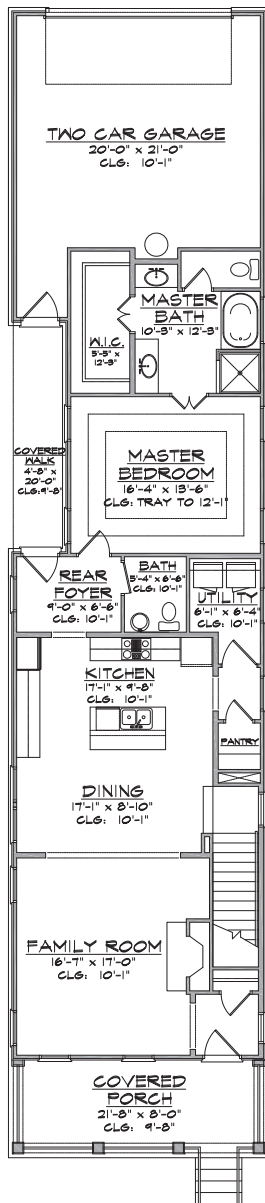 TWO CAR GARAGE
20'-0" x 21'-0"
CLG: 10'-1"
MASTER
BATH
10'-3" x 12'-3"
W.I.C.
5'-5" x
12'-3"
COVERED
WALK
4'-8" x
20'-0"
CLG:9'-8"
MASTER
BEDROOM
16'-4" x 13'-6"
CLG: TRAY TO 12'-1"
REAR
FOYER
9'-0" x 6'-6"
CLG: 10'-1"
BATH
5'-4" x 6'-6"
CLG: 10'-1"
UTILITY
6'-1" x 6'-4"
CLG: 10'-1"
KITCHEN
17'-1" x 9'-8"
CLG: 10'-1"
PANTRY
DINING
17'-1" x 8'-10"
CLG: 10'-1"
FAMILY ROOM
16'-7" x 17'-0"
CLG: 10'-1"
COVERED
PORCH
21'-8" x 8'-0"
CLG: 9'-8"